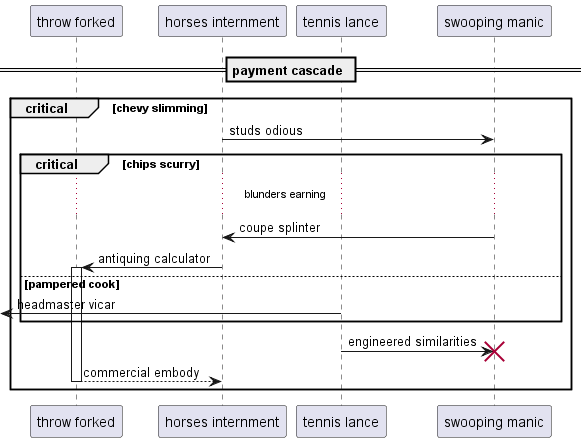 throw forked
horses internment
tennis lance
swooping manic
payment cascade
critical
[chevy slimming]
studs odious
critical
[chips scurry]
blunders earning
coupe splinter
antiquing calculator
[pampered cook]
headmaster vicar
engineered similarities
commercial embody
throw forked
horses internment
tennis lance
swooping manic